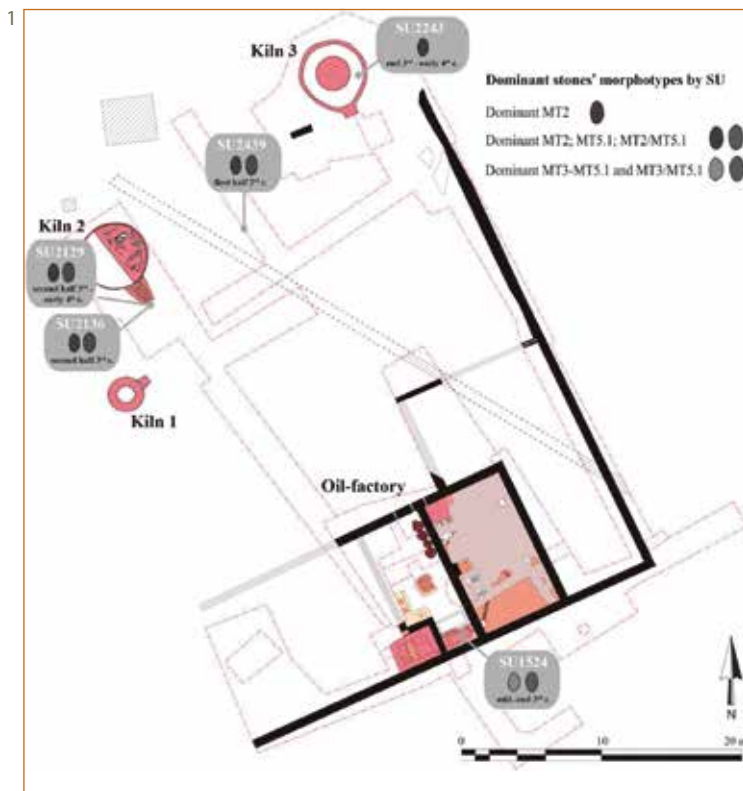 1
Kiln 3
SU2243
end 3rd - early 4th c.
Dominant stones' morphotypes by SU
Dominant MT2
Dominant MT2; MT5.1; MT2/MT5.1
Dominant MT3-MT5.1 and MT3/MT5.1
SU2439
first half 3rd c.
Kiln 2
SU2129
second half 3rd -
early 4th c.
SU2136
second half 3rd c.
Kiln 1
Oil-factory
SU1524
mid.-end 3rd c.
N
0 10 20